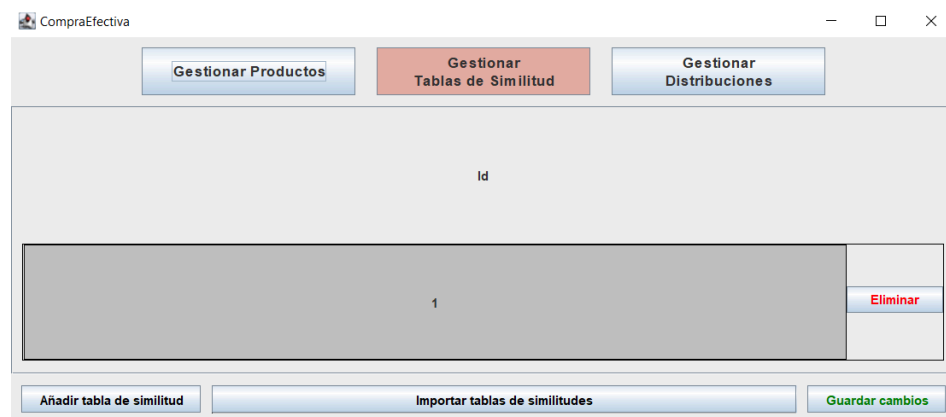 CompraEfectiva
Gestionar Productos
Gestionar
Tablas de Similitud
Gestionar
Distribuciones
Id
1
Eliminar
Añadir tabla de similitud
Importar tablas de similitudes
Guardar cambios